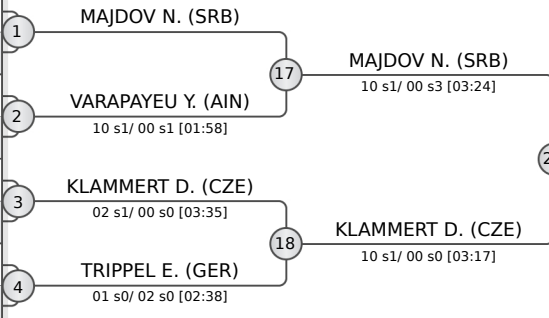 1
MAJDOV N. (SRB)
17
MAJDOV N. (SRB)
10 s1/ 00 s3 [03:24]
2
VARAPAYEU Y. (AIN)
10 s1/ 00 s1 [01:58]
3
KLAMMERT D. (CZE)
02 s1/ 00 s0 [03:35]
18
KLAMMERT D. (CZE)
10 s1/ 00 s0 [03:17]
4
TRIPPEL E. (GER)
01 s0/ 02 s0 [02:38]